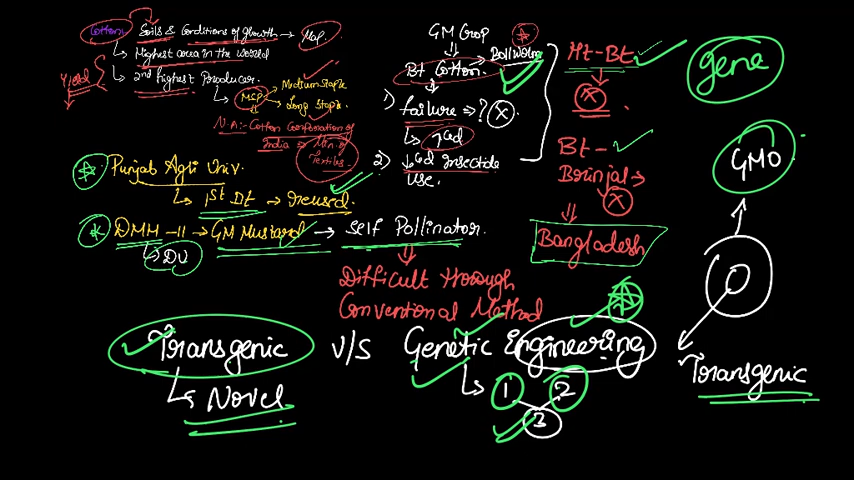 Cotton: Soils & Conditions of growth → Map
Highest area in the world
Yield
2nd highest Producer.
MSP
Medium Staple
Long Staple
N.A:- Cotton Corporation of
India → Min. of
Textiles
Punjab Agri Univ.
1st Bt → reused.
DMH-11 → GM Mustard → Self Pollinator.
DU
Difficult thorough
Conventional Method
GM Crop
Bt Cotton. → Bollworm
1) failure → ? X
2) ↓ed Insecticide
use.
Ht-Bt
X
Bt -
Brinjal →
X
Bangladesh
gene
GMO
Transgenic
Transgenic V/S Genetic Engineering
Novel
1 2
3